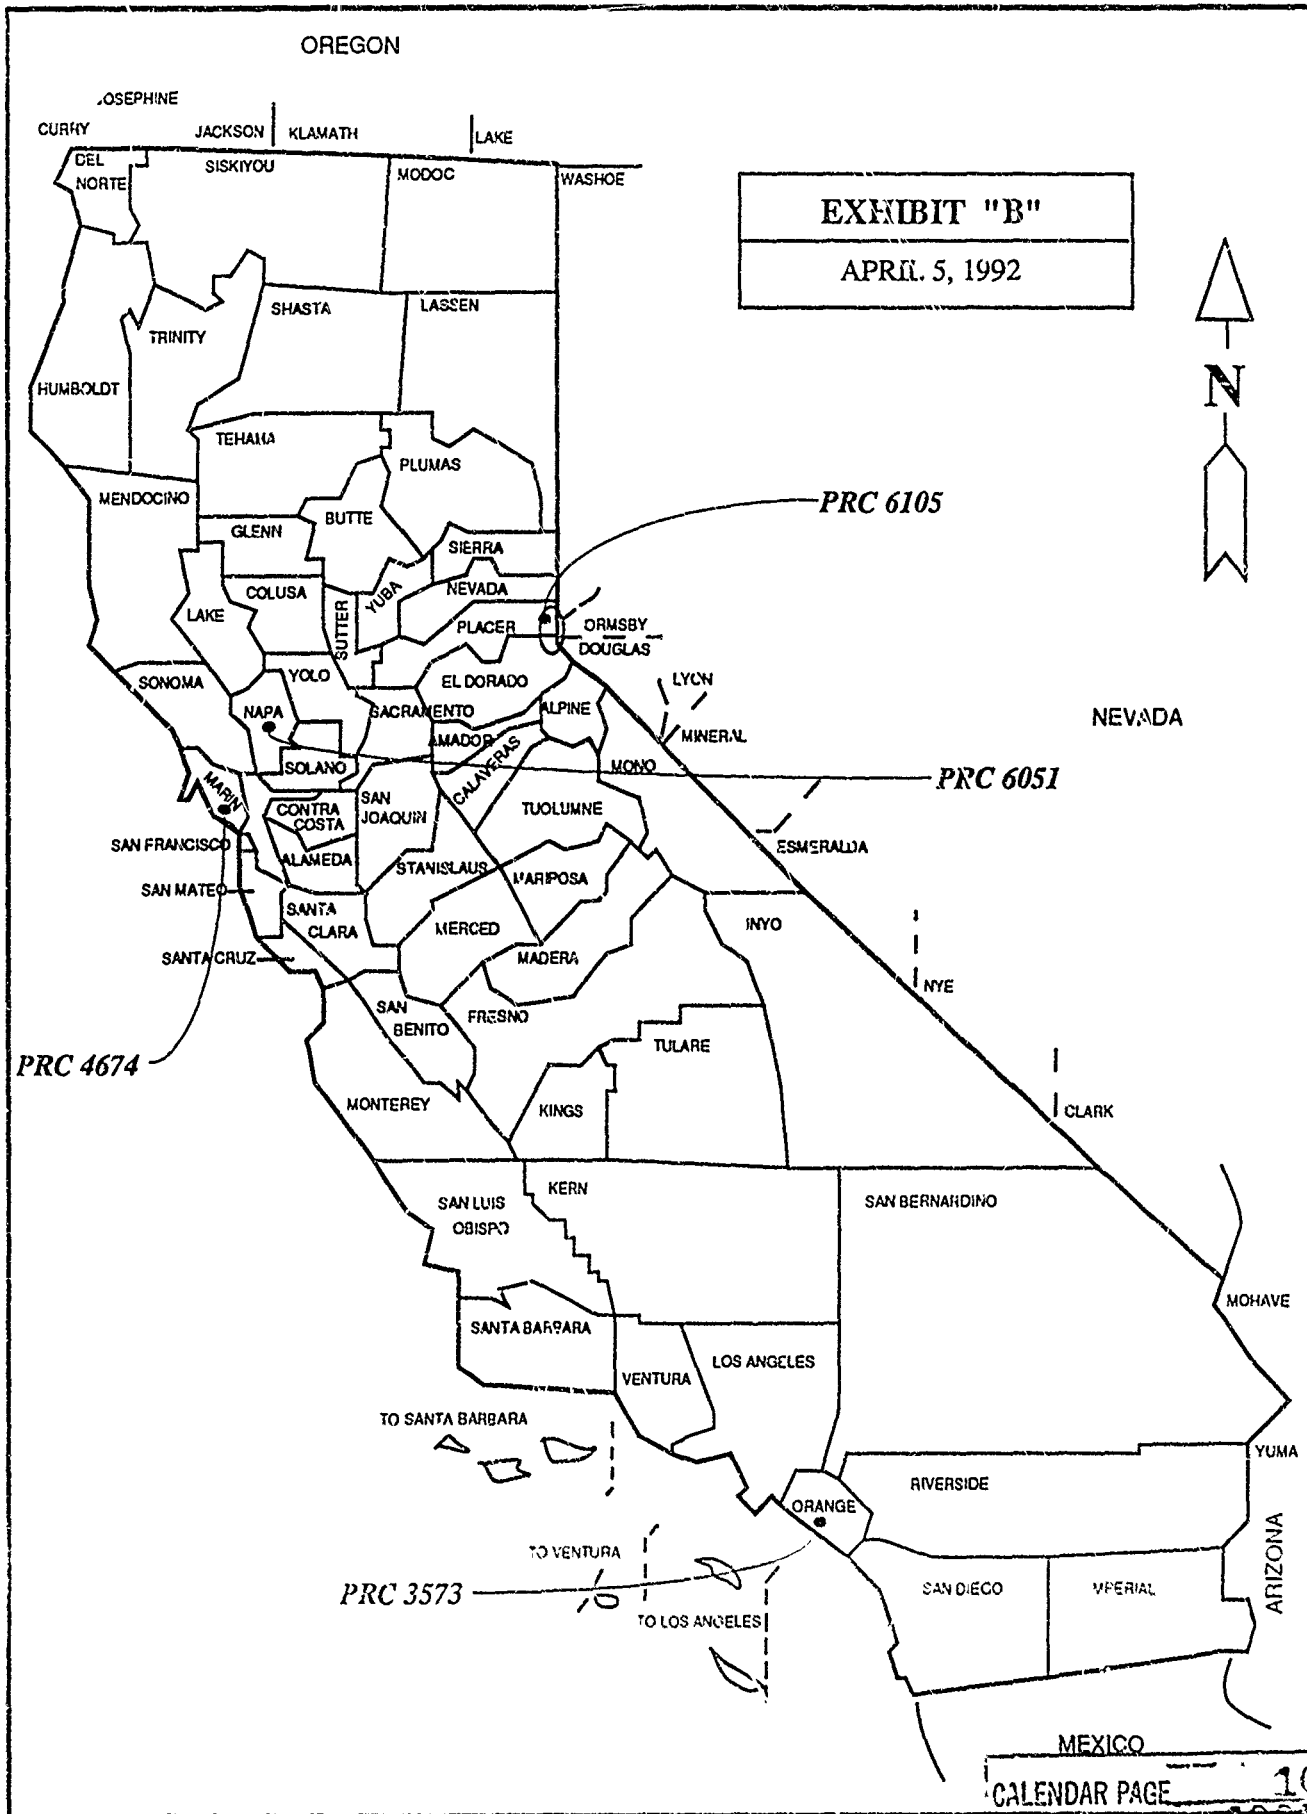 OREGON
JOSEPHINE
CURRY
JACKSON
KLAMATH
LAKE
DEL
NORTE
SISKIYOU
MODOC
WASHOE
EXHIBIT "B"
APRIL 5, 1992
N
SHASTA
LASSEN
TRINITY
HUMBOLDT
TEHAMA
PLUMAS
MENDOCINO
BUTTE
GLENN
PRC 6105
SIERRA
YUBA
NEVADA
COLUSA
LAKE
SUTTER
PLACER
ORMSBY
DOUGLAS
SONOMA
YOLO
EL DORADO
LYON
NAPA
SACRAMENTO
ALPINE
NEVADA
AMADOR
MINERAL
SOLANO
CALAVERAS
MONO
PRC 6051
MARIN
CONTRA
COSTA
SAN
JOAQUIN
TUOLUMNE
SAN FRANCISCO
ALAMEDA
STANISLAUS
ESMERALDA
SAN MATEO
MARIPOSA
SANTA
CLARA
MERCED
INYO
SANTA CRUZ
MADERA
NYE
SAN
BENITO
FRESNO
TULARE
PRC 4674
MONTEREY
KINGS
CLARK
KERN
SAN LUIS
OBISPO
SAN BERNARDINO
MOHAVE
SANTA BARBARA
LOS ANGELES
VENTURA
TO SANTA BARBARA
YUMA
RIVERSIDE
ORANGE
ARIZONA
TO VENTURA
PRC 3573
SAN DIEGO
MPERIAL
TO LOS ANGELES
MEXICO
CALENDAR PAGE